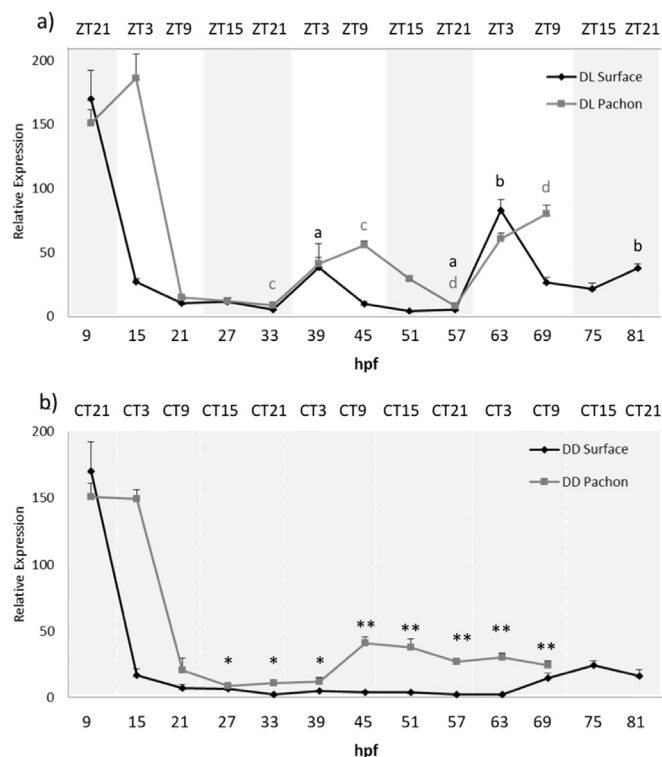 a) ZT21 ZT3 ZT9 ZT15 ZT21 ZT3 ZT9 ZT15 ZT21 ZT3 ZT9 ZT15 ZT21
200
150
100
50
0
Relative Expression
DL Surface
DL Pachon
b d
a c
a b
c d
9 15 21 27 33 39 45 51 57 63 69 75 81
hpf
b) CT21 CT3 CT9 CT15 CT21 CT3 CT9 CT15 CT21 CT3 CT9 CT15 CT21
200
150
100
50
0
Relative Expression
DD Surface
DD Pachon
* * * ** ** ** ** **
9 15 21 27 33 39 45 51 57 63 69 75 81
hpf